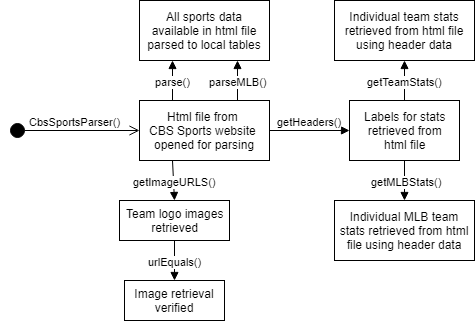 All sports data
available in html file
parsed to local tables
Individual team stats
retrieved from html file
using header data
parse()
parseMLB()
getTeamStats()
CbsSportsParser()
Html file from
CBS Sports website
opened for parsing
getHeaders()
Labels for stats
retrieved from
html file
getImageURLS()
getMLBStats()
Team logo images
retrieved
Individual MLB team
stats retrieved from html
file using header data
urlEquals()
Image retrieval
verified